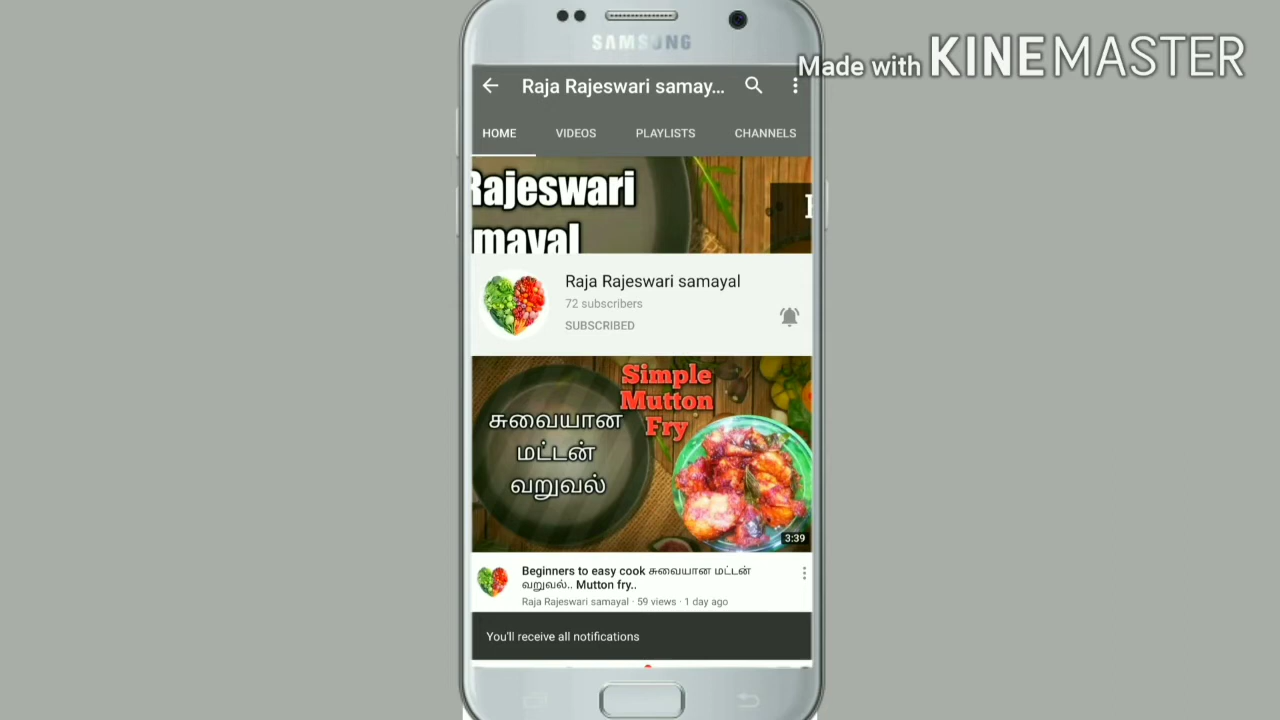 SAMSUNG
Made with KINEMASTER
Raja Rajeswari samay...
HOME VIDEOS PLAYLISTS CHANNELS
Rajeswari
mayal
Raja Rajeswari samayal
72 subscribers
SUBSCRIBED
Simple
Mutton
Fry
சுவையான
மட்டன்
வறுவல்
3:39
Beginners to easy cook சுவையான மட்டன்
வறுவல்.. Mutton fry..
Raja Rajeswari samayal · 59 views · 1 day ago
You'll receive all notifications